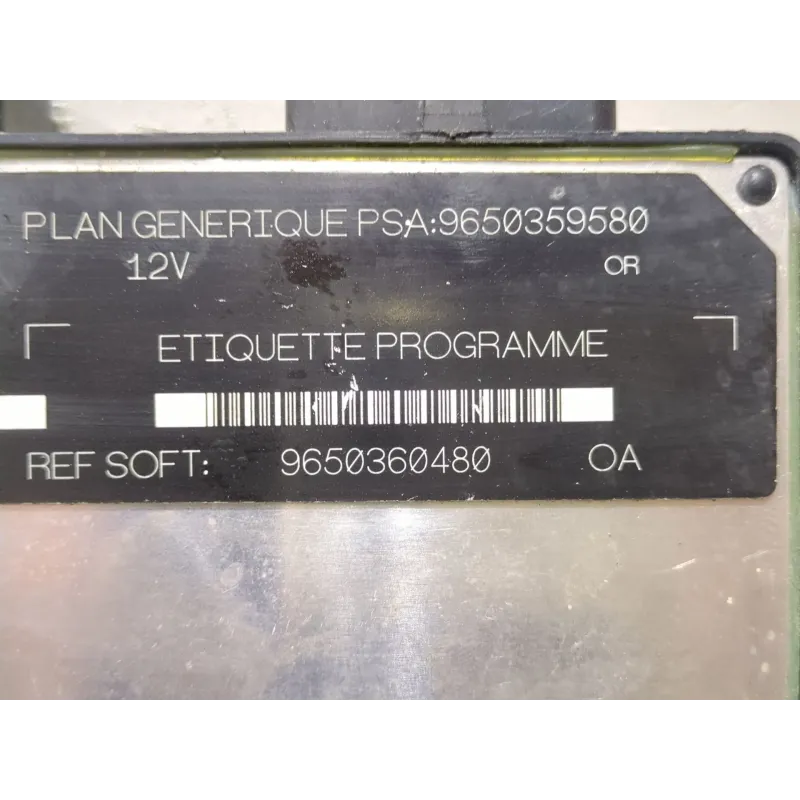 PLAN GENERIQUE PSA:9650359580
12V OR
ETIQUETTE PROGRAMME
REF SOFT: 9650360480 OA